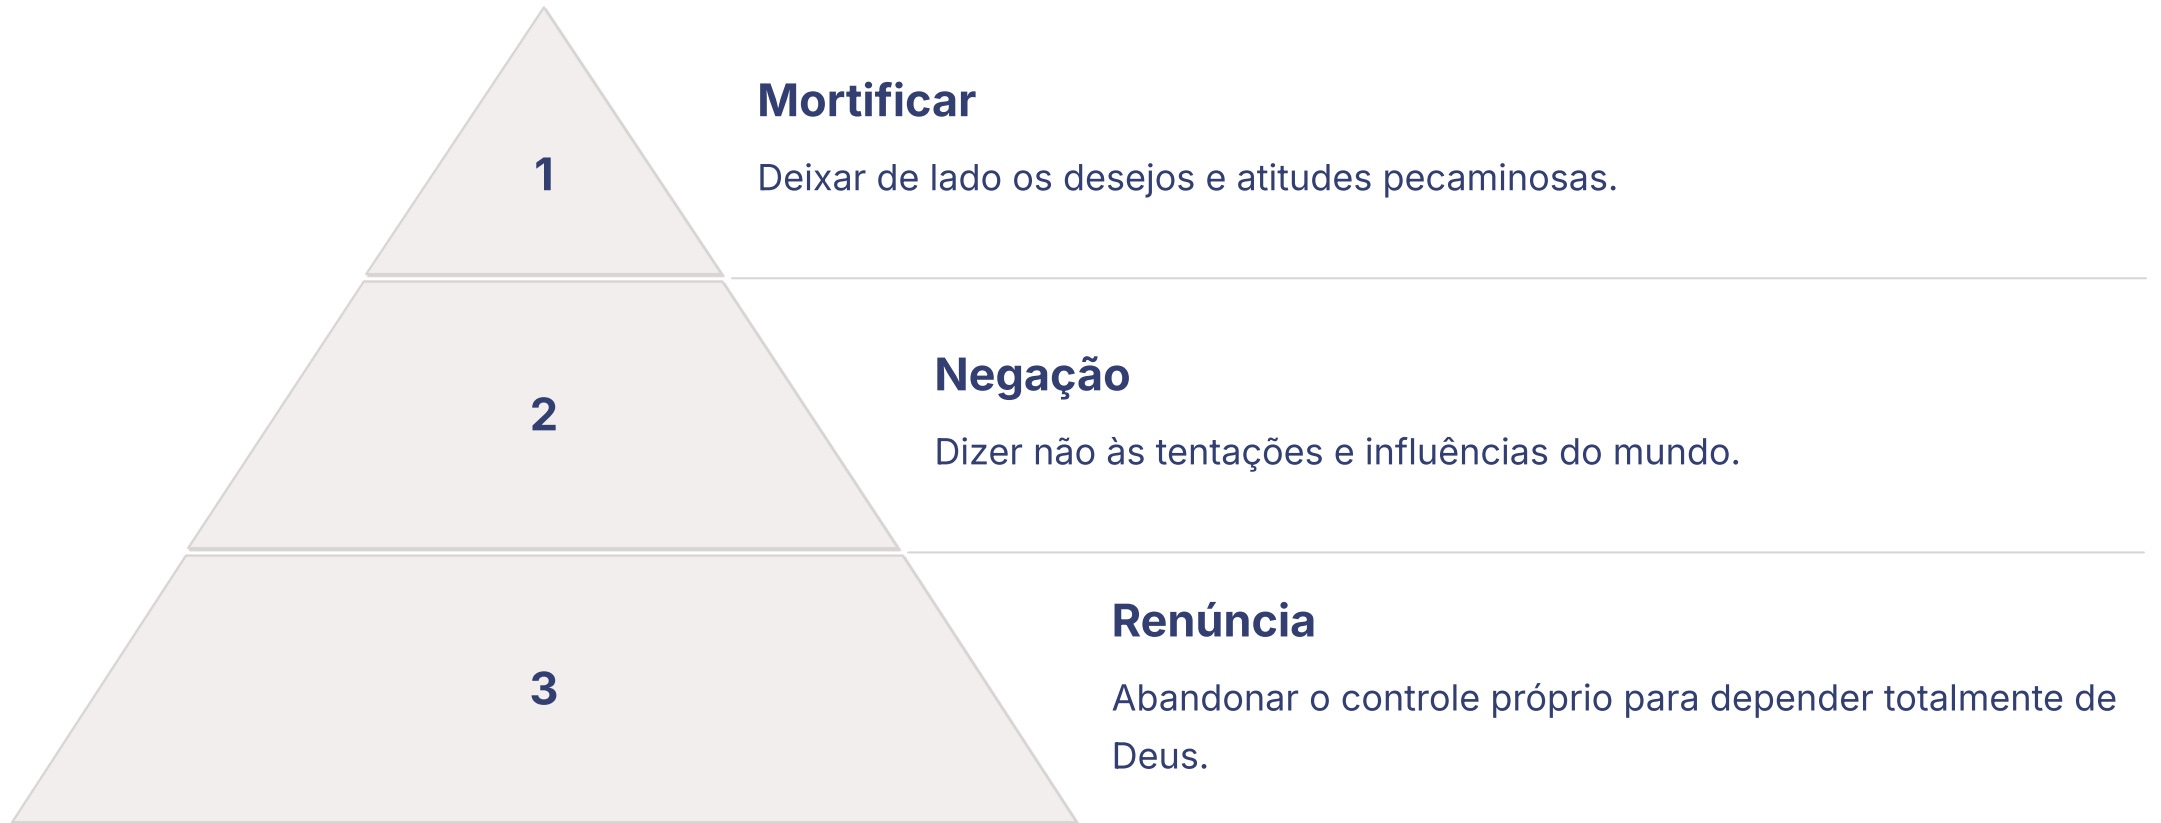 1
Mortificar
Deixar de lado os desejos e atitudes pecaminosas.
2
Negação
Dizer não às tentações e influências do mundo.
3
Renúncia
Abandonar o controle próprio para depender totalmente de
Deus.